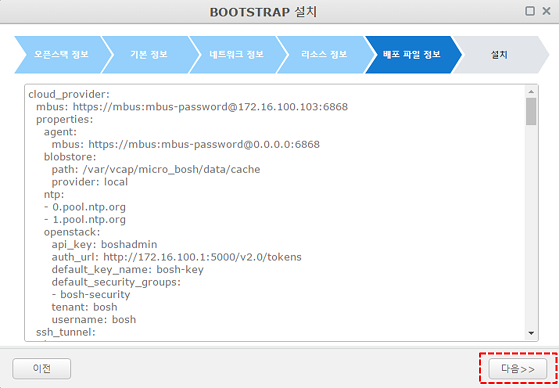 BOOTSTRAP 설치
오픈스택 정보
기본 정보
네트워크 정보
리소스 정보
배포 파일 정보
설치
cloud_provider:
mbus: https://mbus:mbus-password@172.16.100.103:6868
properties:
agent:
mbus: https://mbus:mbus-password@0.0.0.0:6868
blobstore:
path: /var/vcap/micro_bosh/data/cache
provider: local
ntp:
- 0.pool.ntp.org
- 1.pool.ntp.org
openstack:
api_key: boshadmin
auth_url: http://172.16.100.1:5000/v2.0/tokens
default_key_name: bosh-key
default_security_groups:
- bosh-security
tenant: bosh
username: bosh
ssh_tunnel:
이전
다음>>